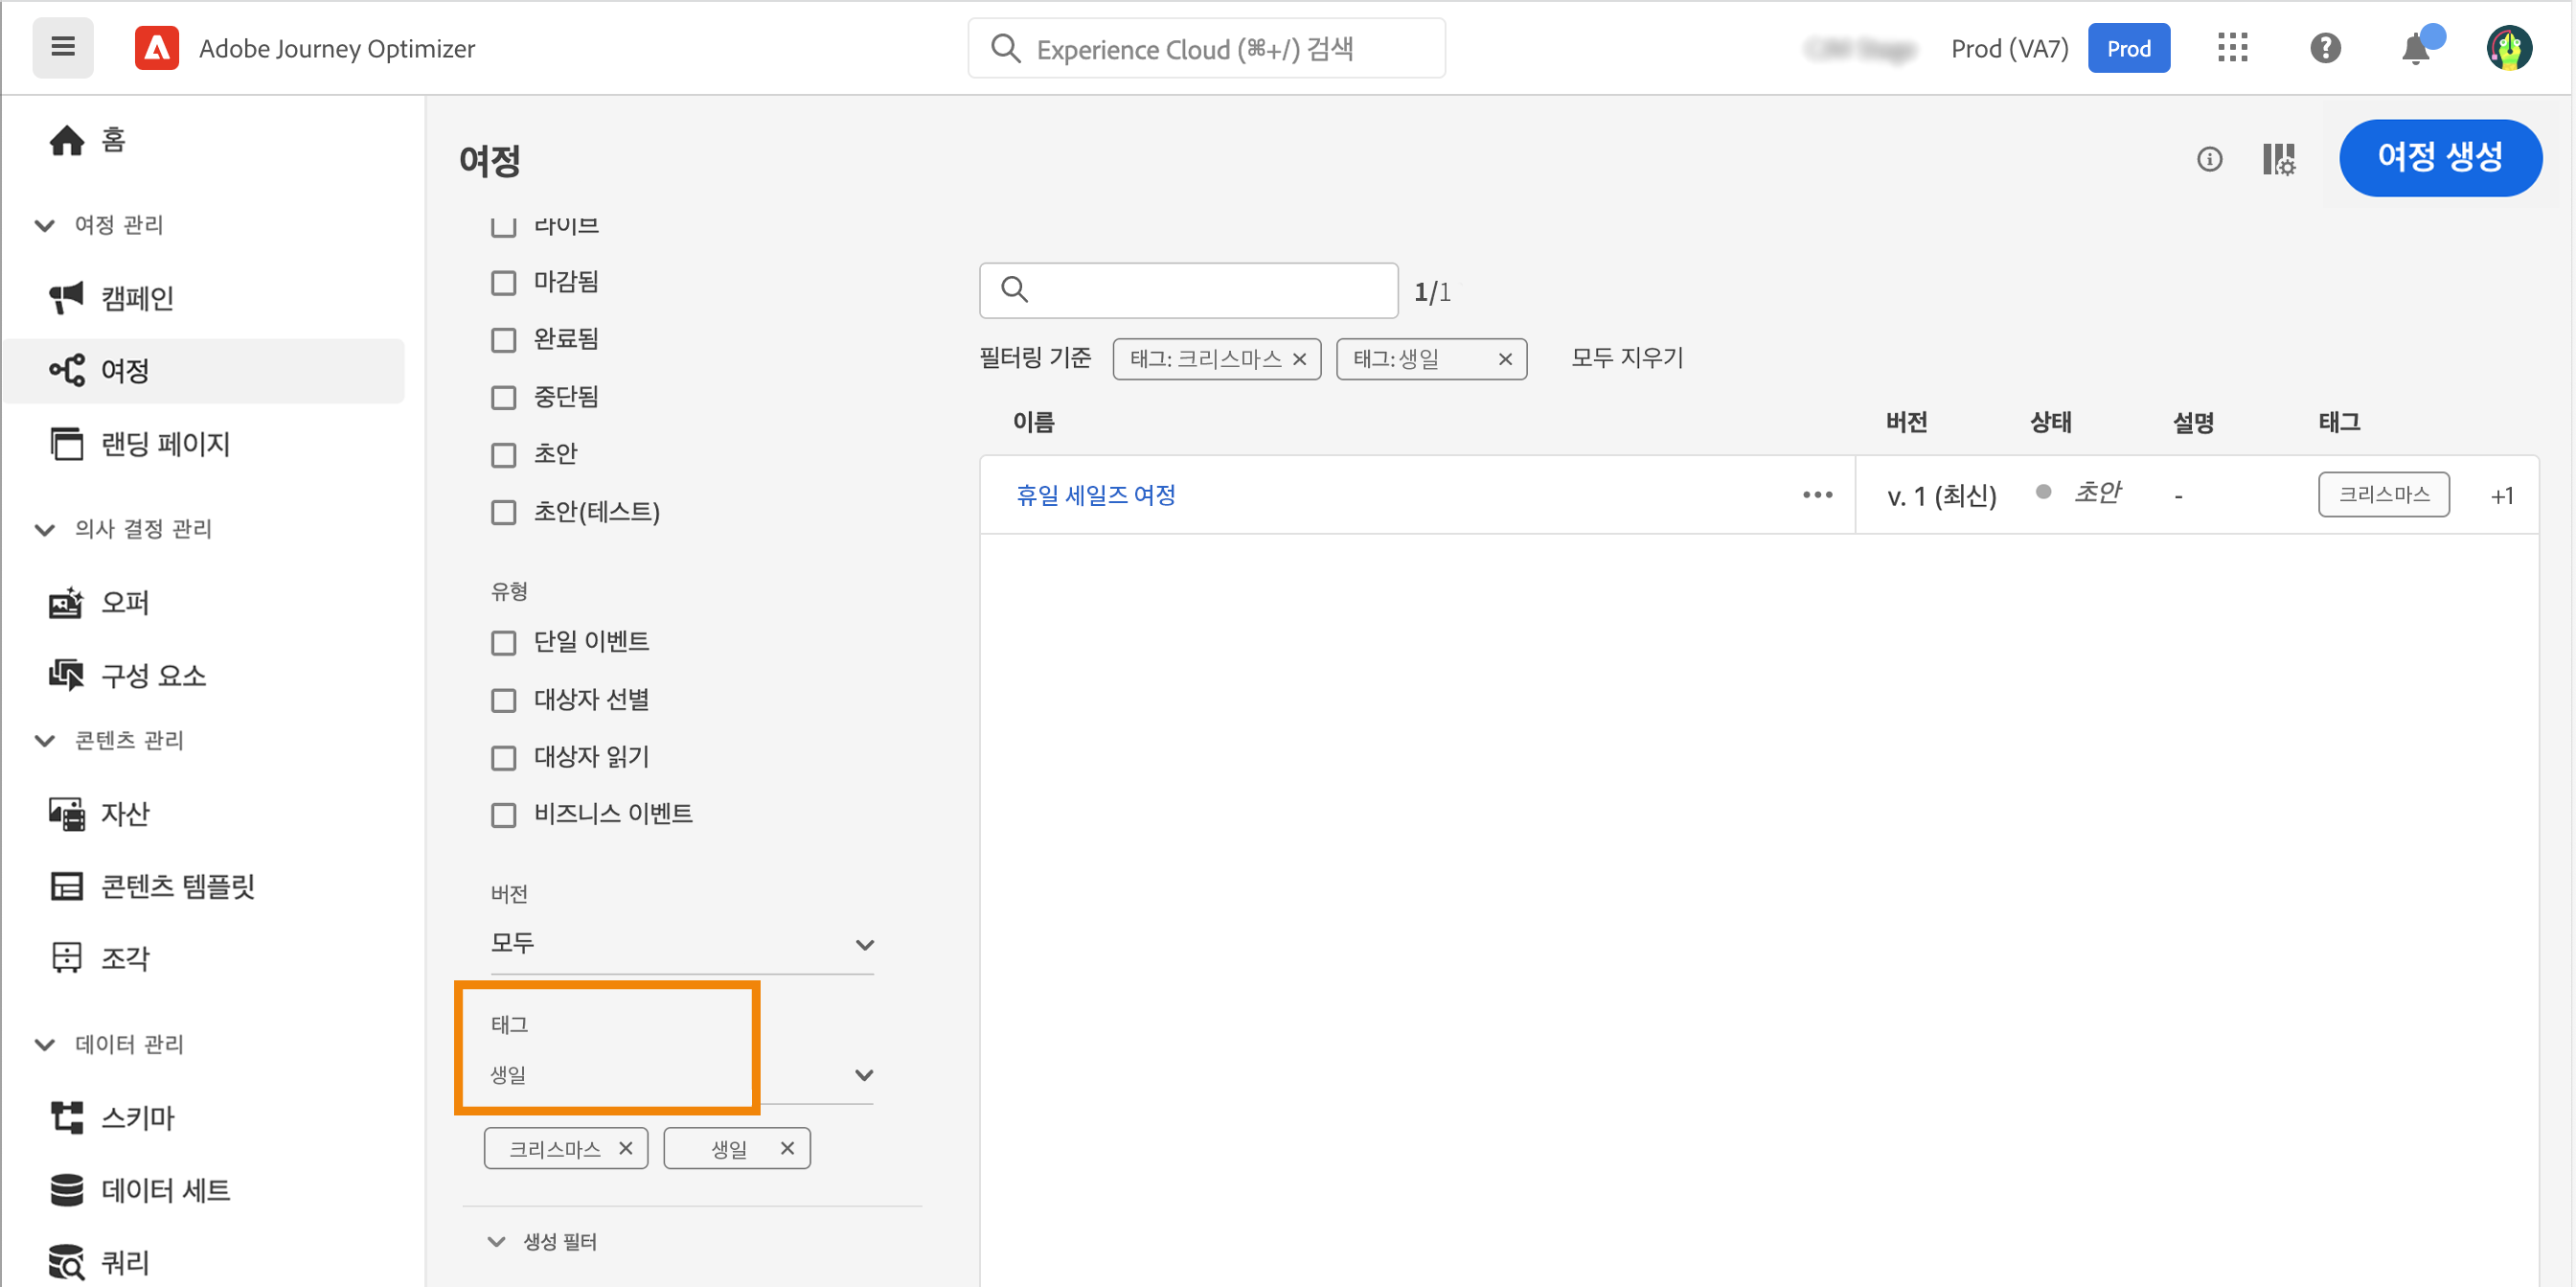 Adobe Journey Optimizer
Experience Cloud (⌘+/) 검색
Prod (VA7)
Prod
홈
여정 관리
캠페인
여정
랜딩 페이지
의사 결정 관리
오퍼
구성 요소
콘텐츠 관리
자산
콘텐츠 템플릿
조각
데이터 관리
스키마
데이터 세트
쿼리
여정
여정 생성
라이브
마감됨
완료됨
중단됨
초안
초안(테스트)
유형
단일 이벤트
대상자 선별
대상자 읽기
비즈니스 이벤트
버전
모두
태그
생일
크리스마스
생일
생성 필터
1/1
필터링 기준 태그: 크리스마스 태그:생일 모두 지우기
이름 버전 상태 설명 태그
휴일 세일즈 여정 v. 1 (최신) 초안 - 크리스마스 +1